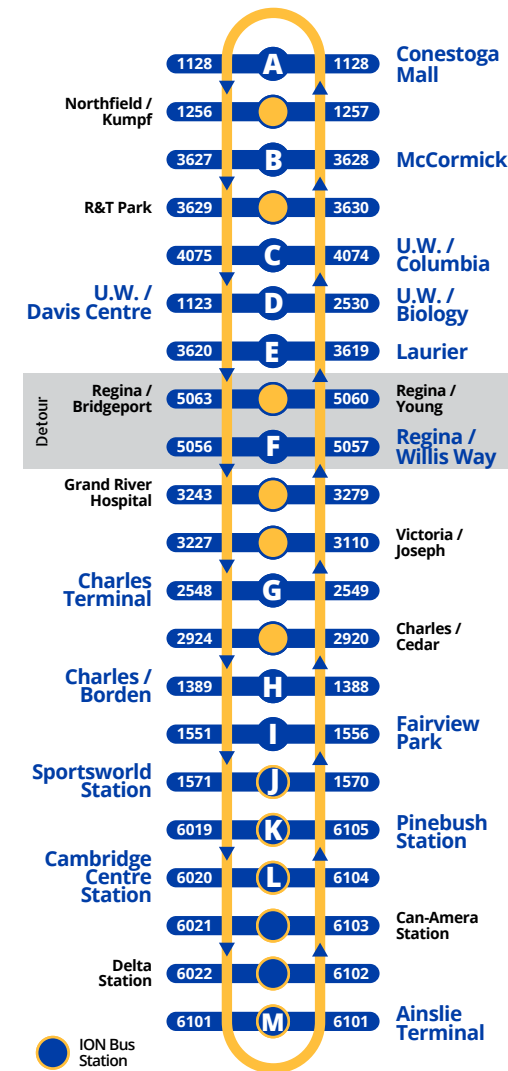 1128 A 1128 Conestoga
Mall
Northfield /
Kumpf
1256 1257
3627 B 3628 McCormick
R&T Park 3629 3630
4075 C 4074 U.W. /
Columbia
U.W. /
Davis Centre
1123 D 2530 U.W. /
Biology
3620 E 3619 Laurier
Detour
Regina /
Bridgeport
5063 5060 Regina /
Young
5056 F 5057 Regina /
Willis Way
Grand River
Hospital
3243 3279
3227 3110 Victoria /
Joseph
Charles
Terminal
2548 G 2549
2924 2920 Charles /
Cedar
Charles /
Borden
1389 H 1388
1551 I 1556 Fairview
Park
Sportsworld
Station
1571 J 1570
6019 K 6105 Pinebush
Station
Cambridge
Centre
Station
6020 L 6104
6021 6103 Can-Amera
Station
Delta
Station
6022 6102
6101 M 6101 Ainslie
Terminal
ION Bus
Station